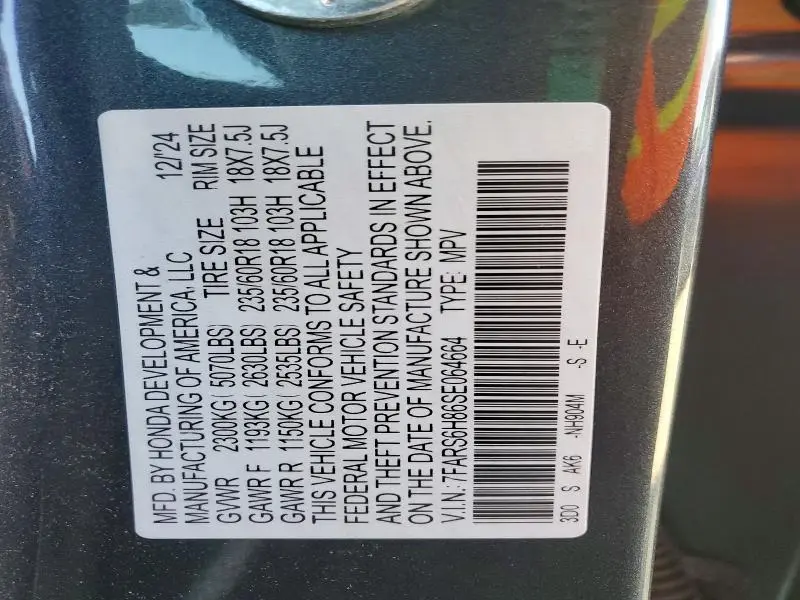 MFD. BY HONDA DEVELOPMENT &
MANUFACTURING OF AMERICA, LLC 12/'24
GVWR 2300KG( 5070LBS) TIRE SIZE RIM SIZE
GAWR F 1193KG( 2630LBS) 235/60R18 103H 18X7.5J
GAWR R 1150KG( 2535LBS) 235/60R18 103H 18X7.5J
THIS VEHICLE CONFORMS TO ALL APPLICABLE
FEDERAL MOTOR VEHICLE SAFETY
AND THEFT PREVENTION STANDARDS IN EFFECT
ON THE DATE OF MANUFACTURE SHOWN ABOVE.
V.I.N.:7FARS6H86SE064664 TYPE: MPV
3D0 S AK6 -NH904M -S -E